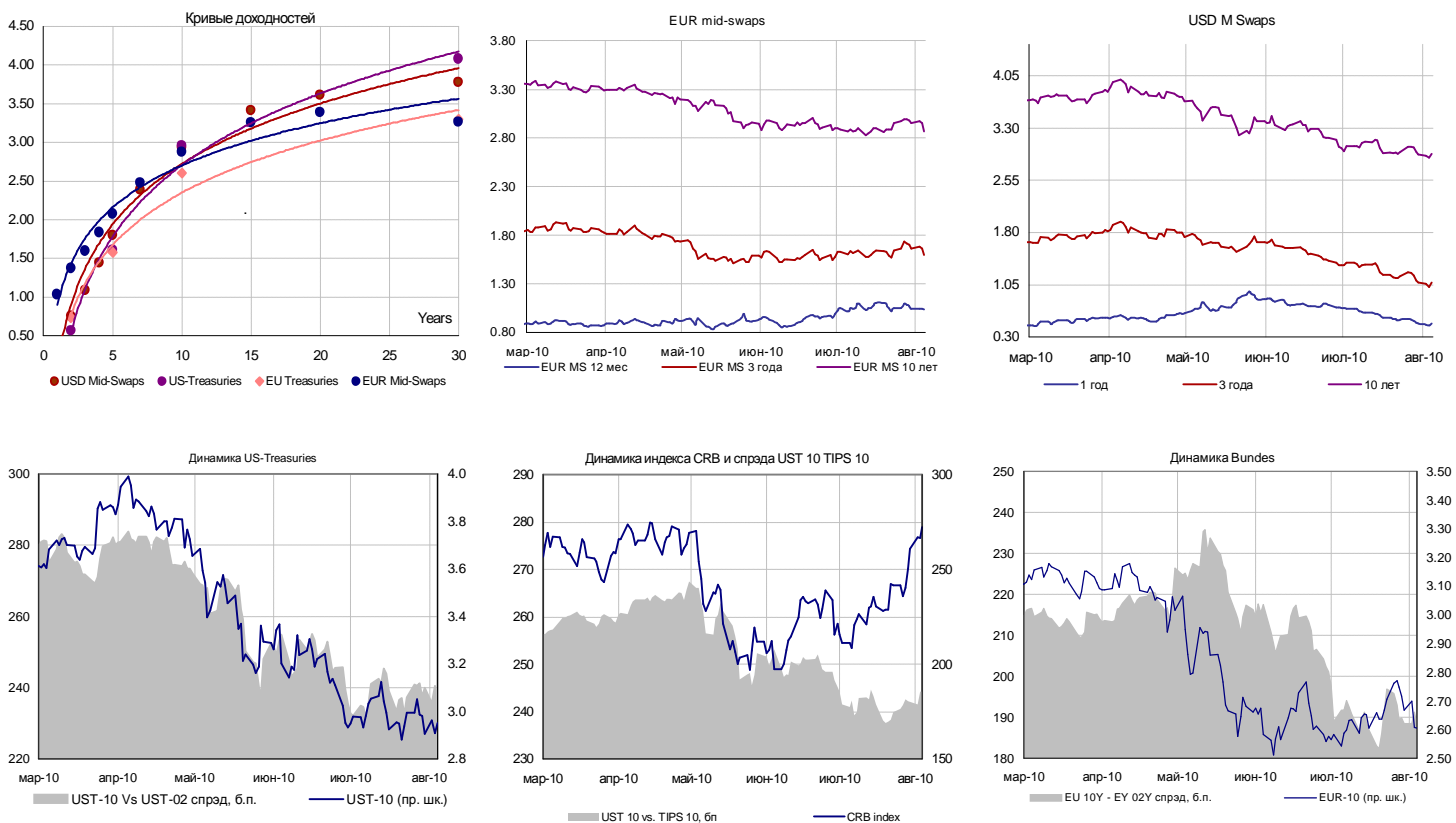 Кривые доходностей
4.50
4.00
3.50
3.00
2.50
2.00
1.50
1.00
0.50
0 5 10 15 20 25 30
Years
USD Mid-Swaps US-Treasuries EU Treasuries EUR Mid-Swaps
EUR mid-swaps
3.80
3.30
2.80
2.30
1.80
1.30
0.80
мар-10 апр-10 май-10 июн-10 июл-10 авг-10
EUR MS 12 мес EUR MS 3 года EUR MS 10 лет
USD M Swaps
4.05
3.30
2.55
1.80
1.05
0.30
мар-10 апр-10 май-10 июн-10 июл-10 авг-10
1 год 3 года 10 лет
Динамика US-Treasuries
300 4.0
3.8
280
3.6
260 3.4
3.2
240
3.0
220 2.8
мар-10 апр-10 май-10 июн-10 июл-10 авг-10
UST-10 Vs UST-02 спрэд, б.п. UST-10 (пр. шк.)
Динамика индекса CRB и спрэда UST 10 TIPS 10
290 300
280
270 250
260
250 200
240
230 150
мар-10 апр-10 май-10 июн-10 июл-10 авг-10
UST 10 vs. TIPS 10, бп CRB index
Динамика Bundes
250 3.50
3.40
240 3.30
230 3.20
3.10
220 3.00
210 2.90
2.80
200 2.70
190 2.60
180 2.50
мар-10 апр-10 май-10 июн-10 июл-10 авг-10
EU 10Y - EY 02Y спрэд, б.п. EUR-10 (пр. шк.)